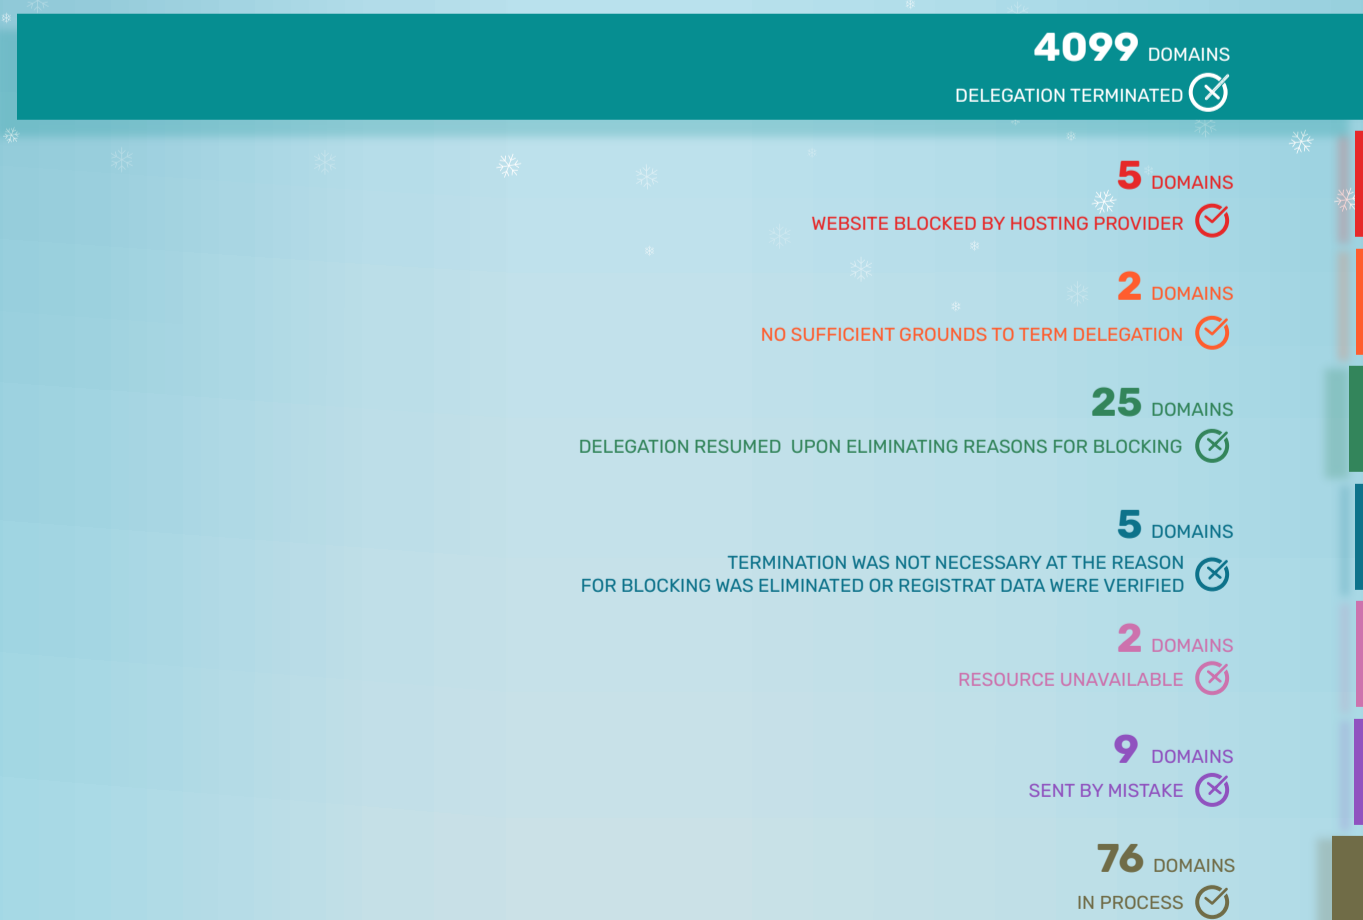 4099 DOMAINS
DELEGATION TERMINATED
5 DOMAINS
WEBSITE BLOCKED BY HOSTING PROVIDER
2 DOMAINS
NO SUFFICIENT GROUNDS TO TERM DELEGATION
25 DOMAINS
DELEGATION RESUMED UPON ELIMINATING REASONS FOR BLOCKING
5 DOMAINS
TERMINATION WAS NOT NECESSARY AT THE REASON
FOR BLOCKING WAS ELIMINATED OR REGISTRAT DATA WERE VERIFIED
2 DOMAINS
RESOURCE UNAVAILABLE
9 DOMAINS
SENT BY MISTAKE
76 DOMAINS
IN PROCESS